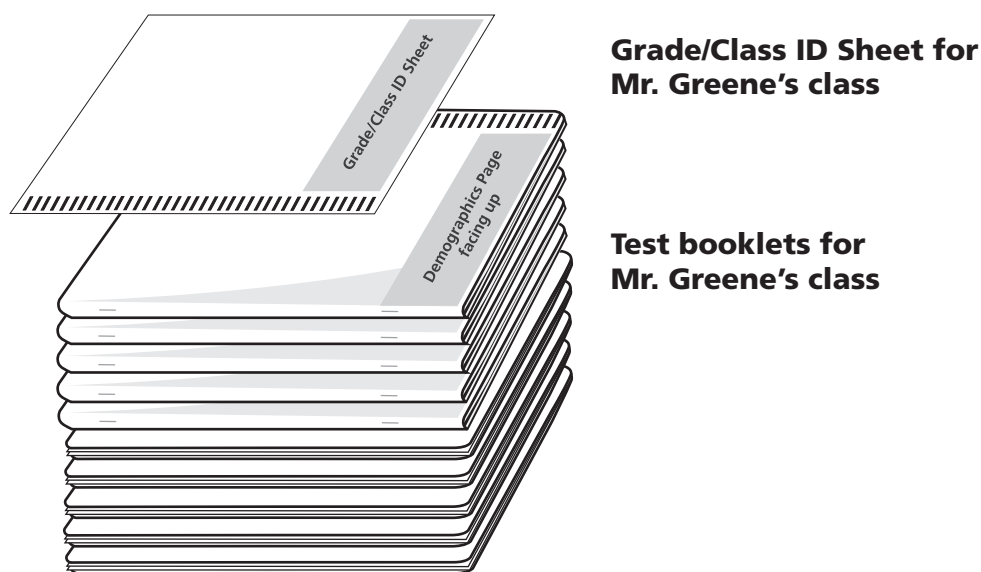 Grade/Class ID Sheet
Grade/Class ID Sheet for
Mr. Greene's class
Demographics Page
facing up
Test booklets for
Mr. Greene's class